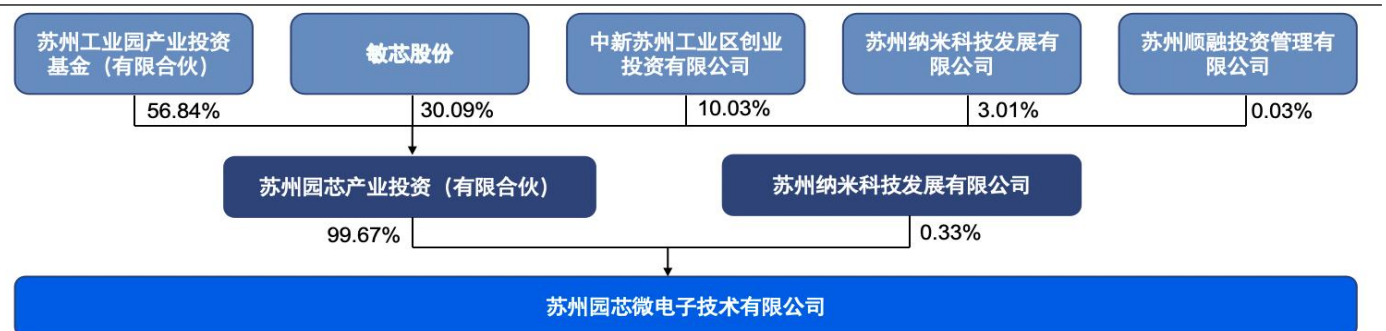 苏州工业园产业投资
基金（有限合伙）
敏芯股份
中新苏州工业区创业
投资有限公司
苏州纳米科技发展有
限公司
苏州顺融投资管理有
限公司
56.84%
30.09%
10.03%
3.01%
0.03%
苏州园芯产业投资（有限合伙）
苏州纳米科技发展有限公司
99.67%
0.33%
苏州园芯微电子技术有限公司